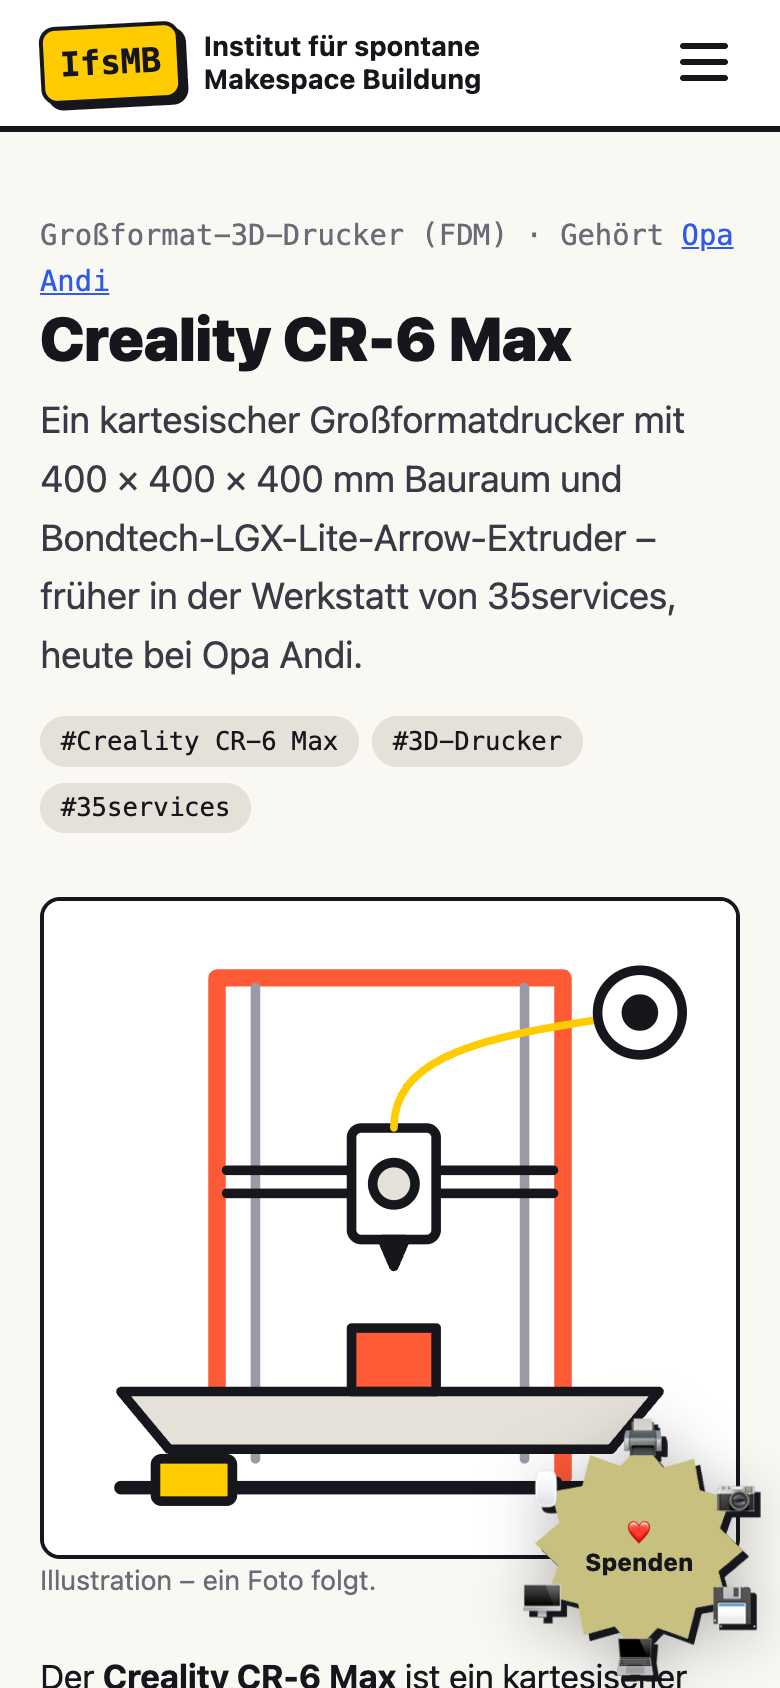 IfsMB
Institut für spontane
Makespace Buildung
Großformat-3D-Drucker (FDM) · Gehört Opa
Andi
Creality CR-6 Max
Ein kartesischer Großformatdrucker mit
400 × 400 × 400 mm Bauraum und
Bondtech-LGX-Lite-Arrow-Extruder –
früher in der Werkstatt von 35services,
heute bei Opa Andi.
#Creality CR-6 Max
#3D-Drucker
#35services
Spenden
Illustration – ein Foto folgt.
Der Creality CR-6 Max ist ein kartesischer